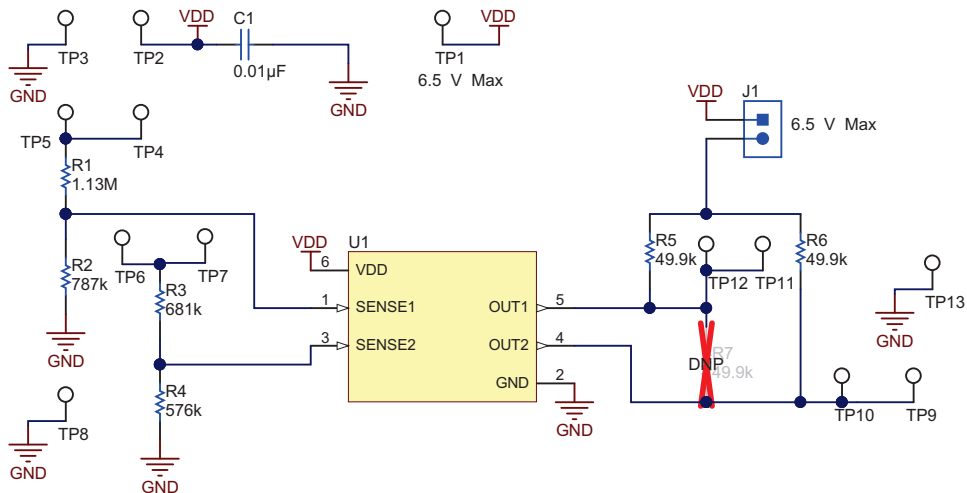 VDD
C1
TP3
TP2
0.01µF
GND
GND
TP1
6.5 V Max
VDD
J1
6.5 V Max
TP5
TP4
R1
1.13M
R2
787k
GND
TP6
TP7
R3
681k
R4
576k
GND
TP8
GND
VDD
U1
6
VDD
1
SENSE1
3
SENSE2
OUT1
5
OUT2
4
GND
2
GND
R5
49.9k
TP12
TP11
R6
49.9k
R7
DNP
49.9k
TP10
TP9
TP13
GND